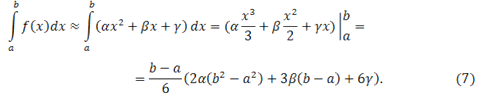 ∫_a^b f(x)dx ≈ ∫_a^b (αx² + βx + γ) dx = (α x³/3 + β x²/2 + γx) |_a^b =
= (b − a)/6 (2α(b² − a²) + 3β(b − a) + 6γ). (7)